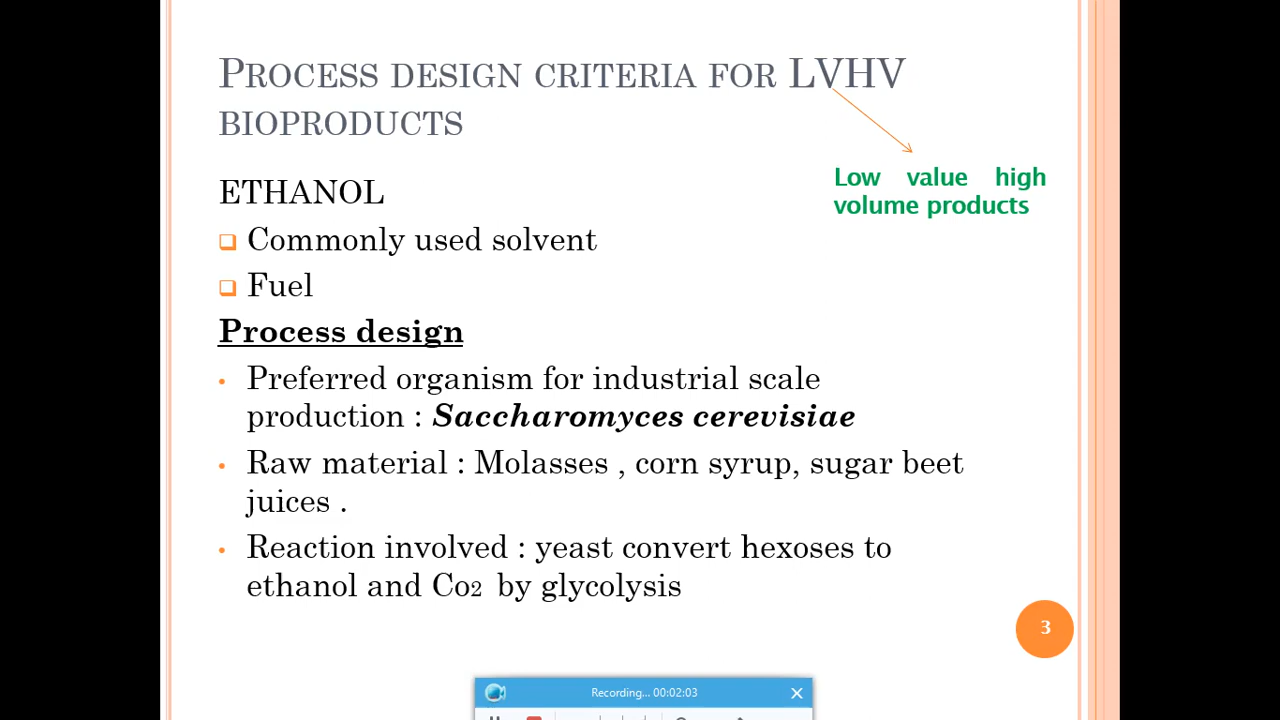 PROCESS DESIGN CRITERIA FOR LVHV
BIOPRODUCTS
Low value high
volume products
ETHANOL
Commonly used solvent
Fuel
Process design
Preferred organism for industrial scale
production : Saccharomyces cerevisiae
Raw material : Molasses , corn syrup, sugar beet
juices .
Reaction involved : yeast convert hexoses to
ethanol and Co2 by glycolysis
3
Recording... 00:02:03